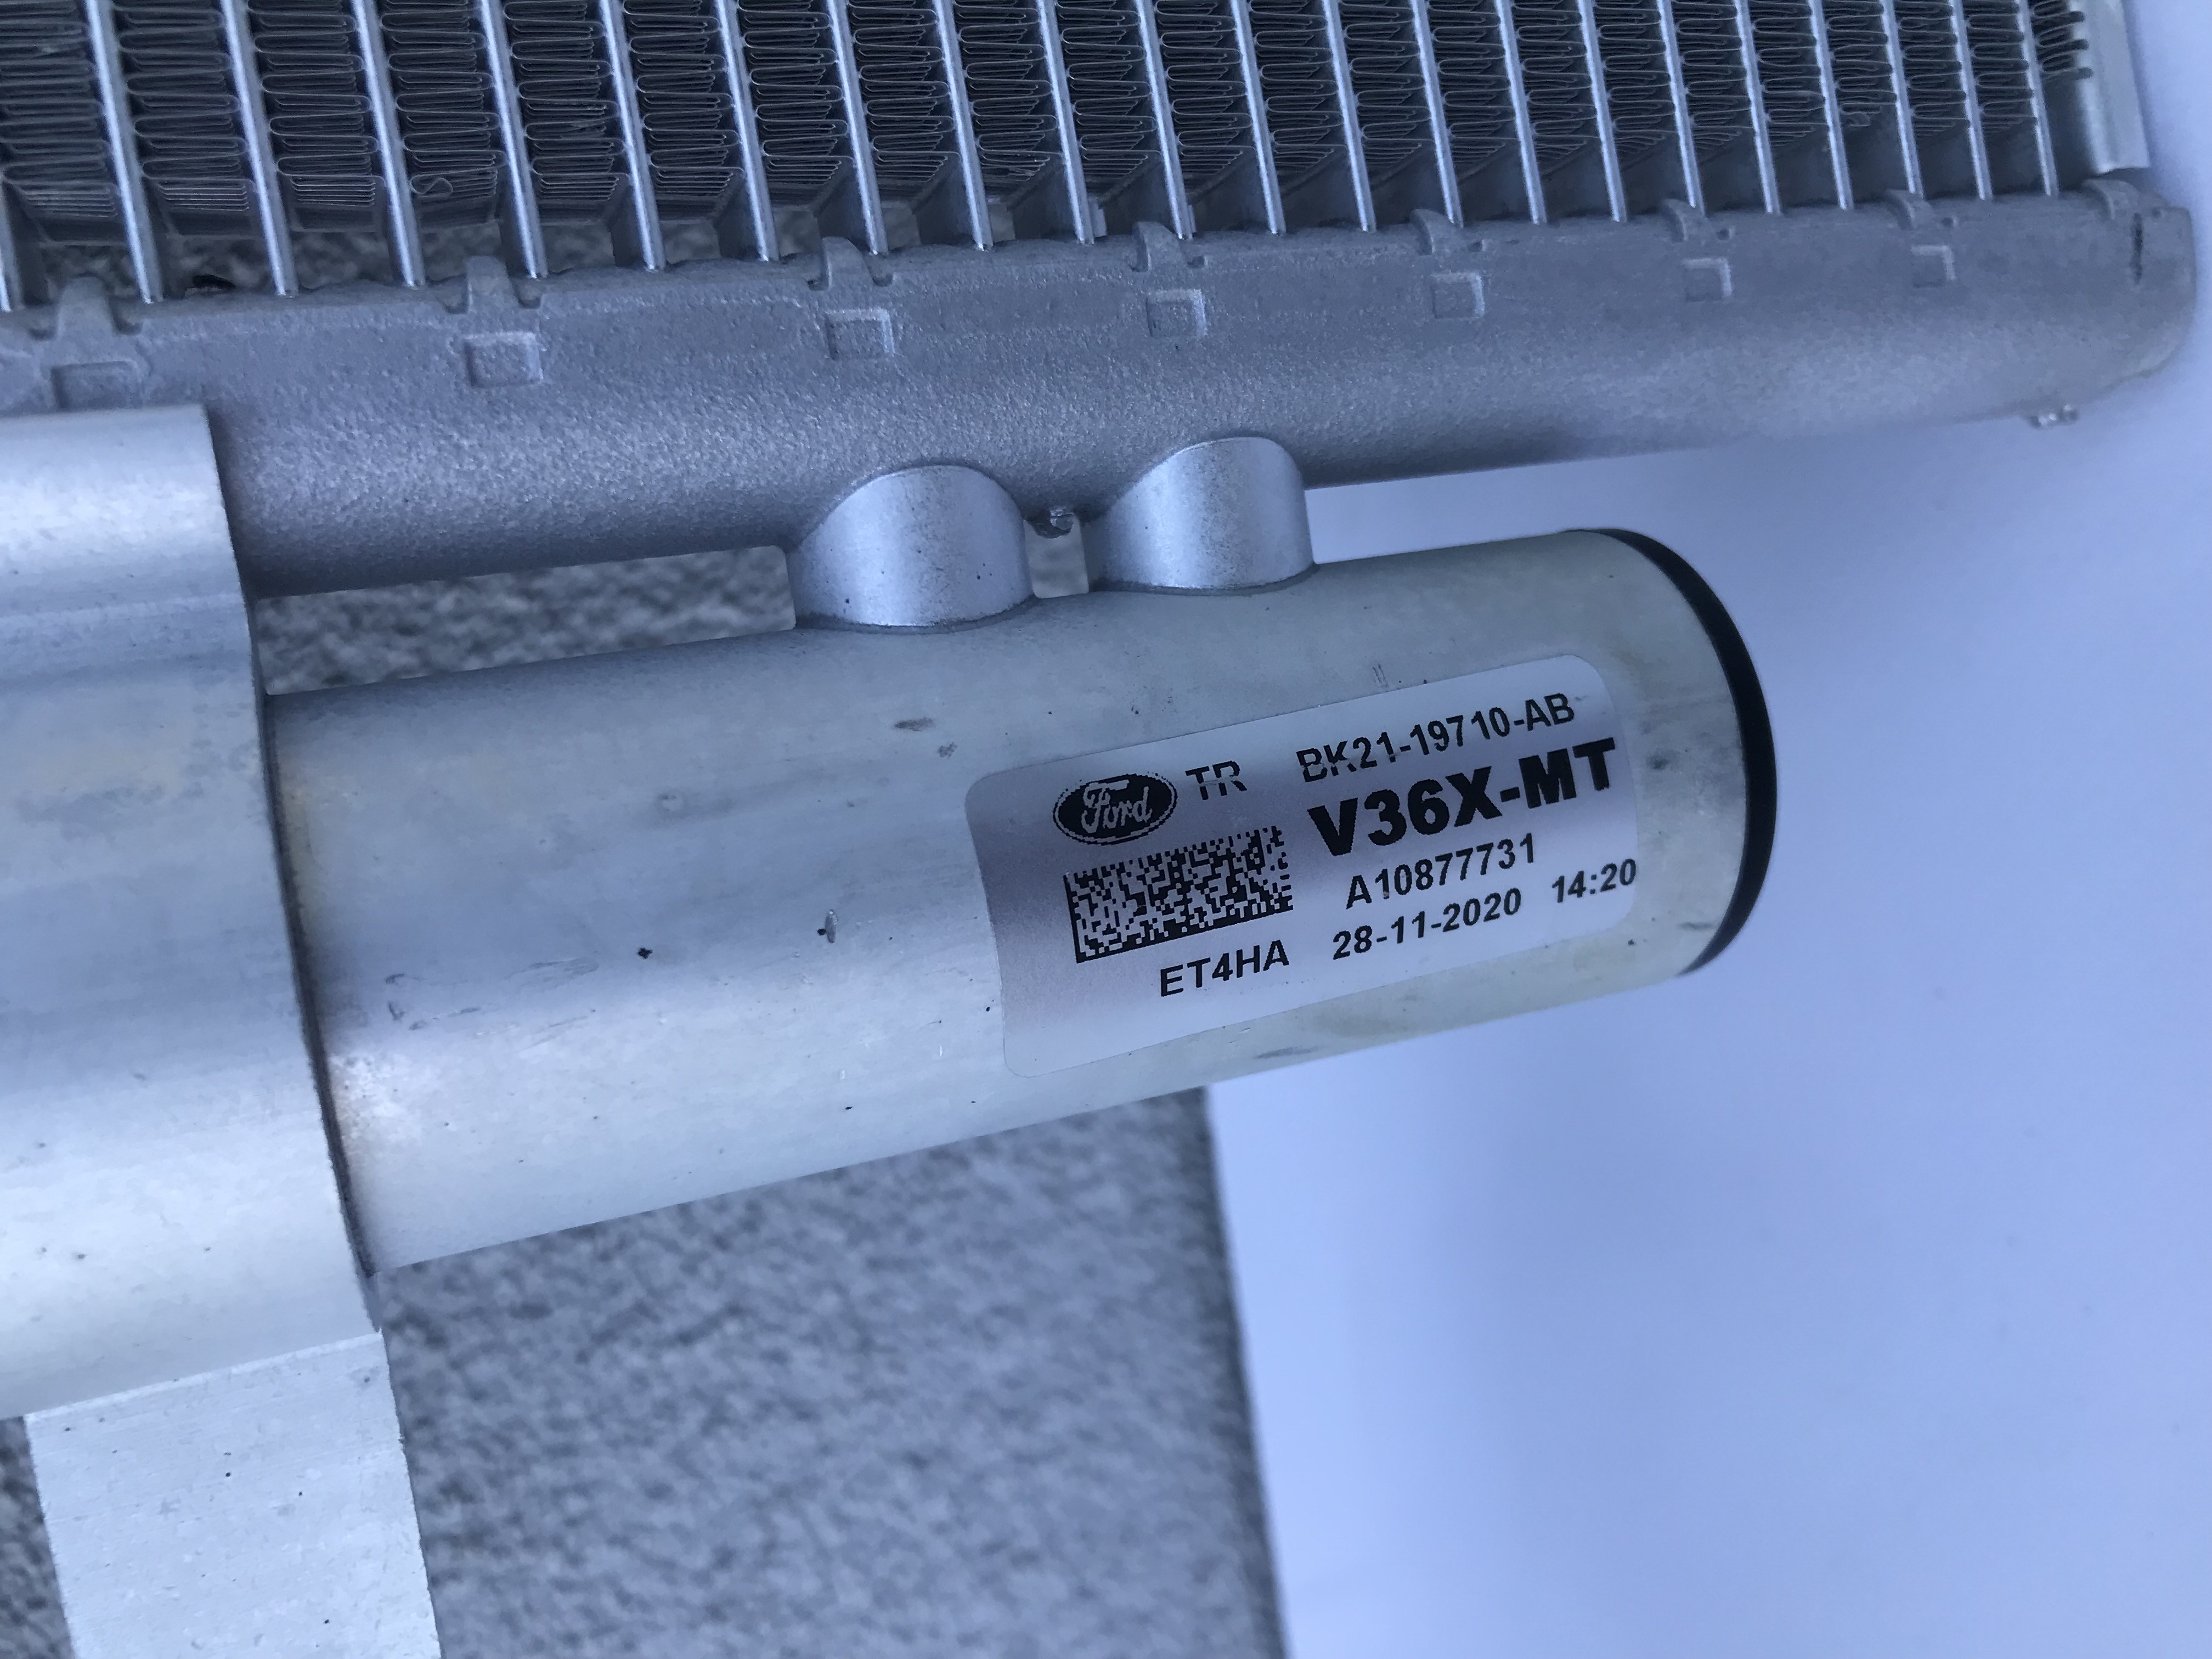 Ford TR BK21-19710-AB
V36X-MT
A10877731
ET4HA 28-11-2020 14:20